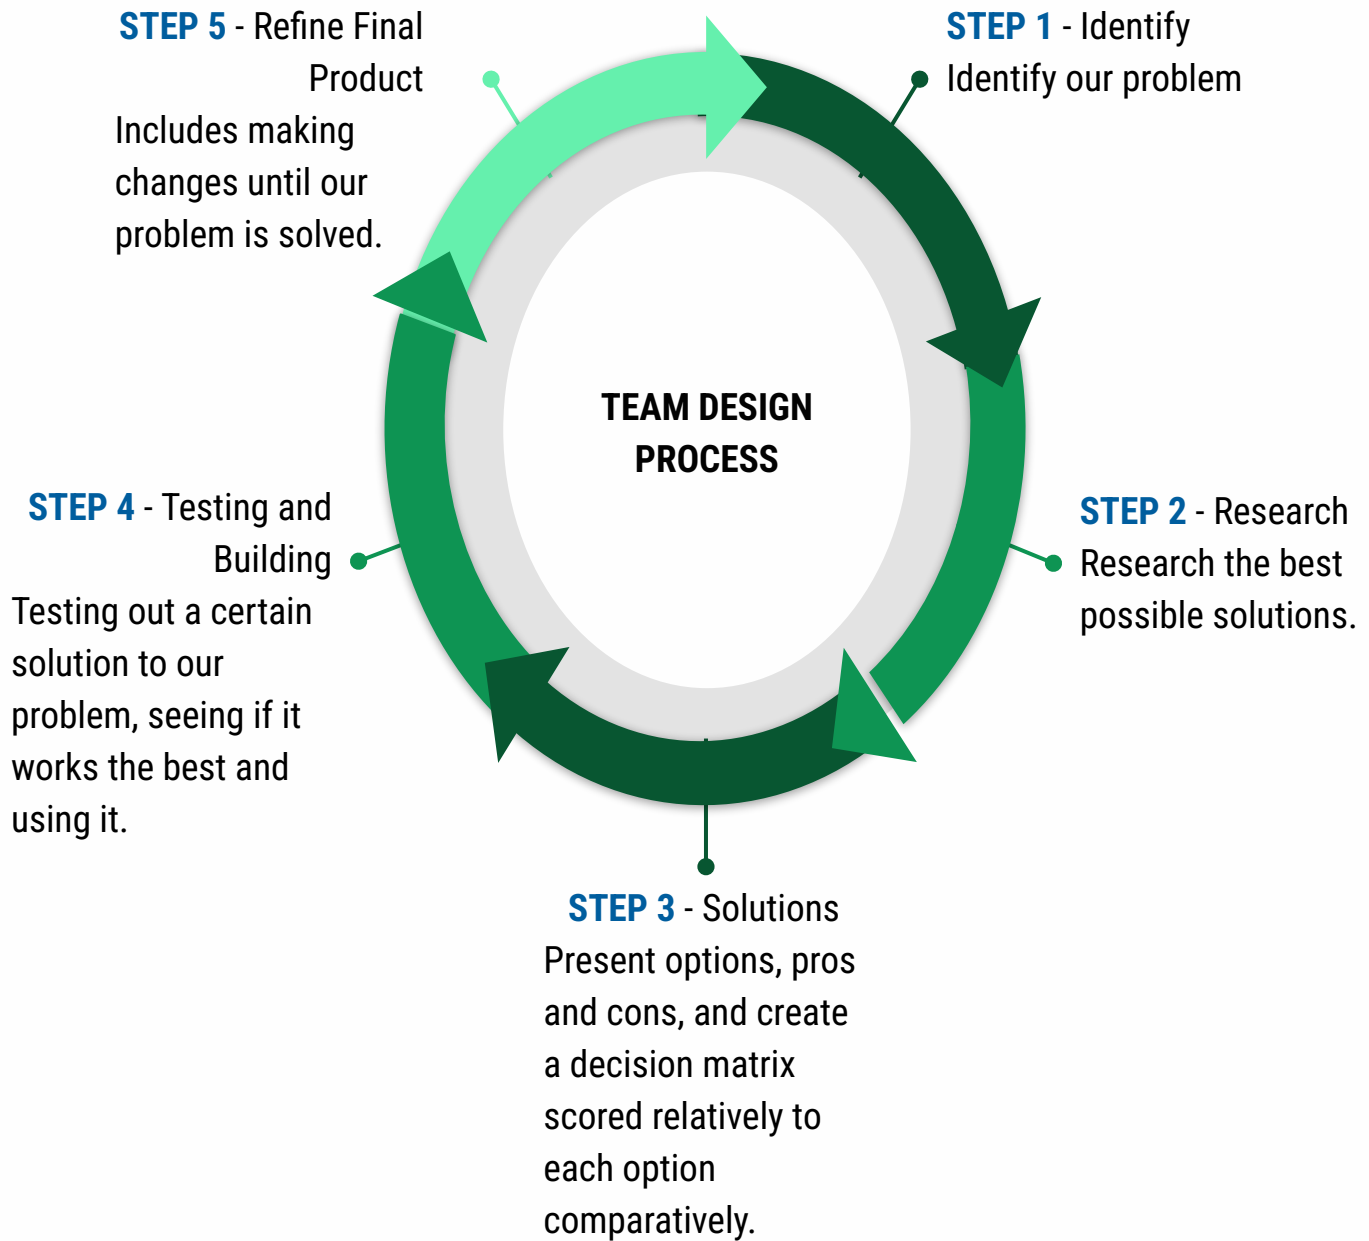 TEAM DESIGN
PROCESS
STEP 1 - Identify
Identify our problem
STEP 2 - Research
Research the best
possible solutions.
STEP 3 - Solutions
Present options, pros
and cons, and create
a decision matrix
scored relatively to
each option
comparatively.
STEP 4 - Testing and
Building
Testing out a certain
solution to our
problem, seeing if it
works the best and
using it.
STEP 5 - Refine Final
Product
Includes making
changes until our
problem is solved.